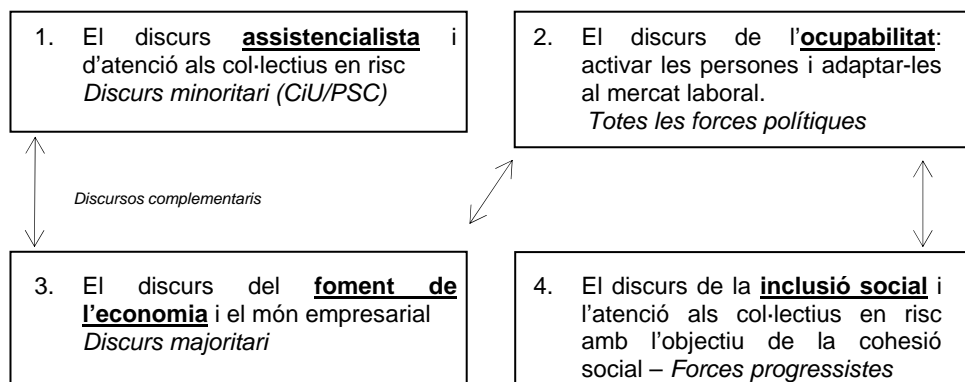 1. El discurs assistencialista i
d'atenció als col·lectius en risc
Discurs minoritari (CiU/PSC)
2. El discurs de l'ocupabilitat:
activar les persones i adaptar-les
al mercat laboral.
Totes les forces polítiques
Discursos complementaris
3. El discurs del foment de
l'economia i el món empresarial
Discurs majoritari
4. El discurs de la inclusió social i
l'atenció als col·lectius en risc
amb l'objectiu de la cohesió
social – Forces progressistes